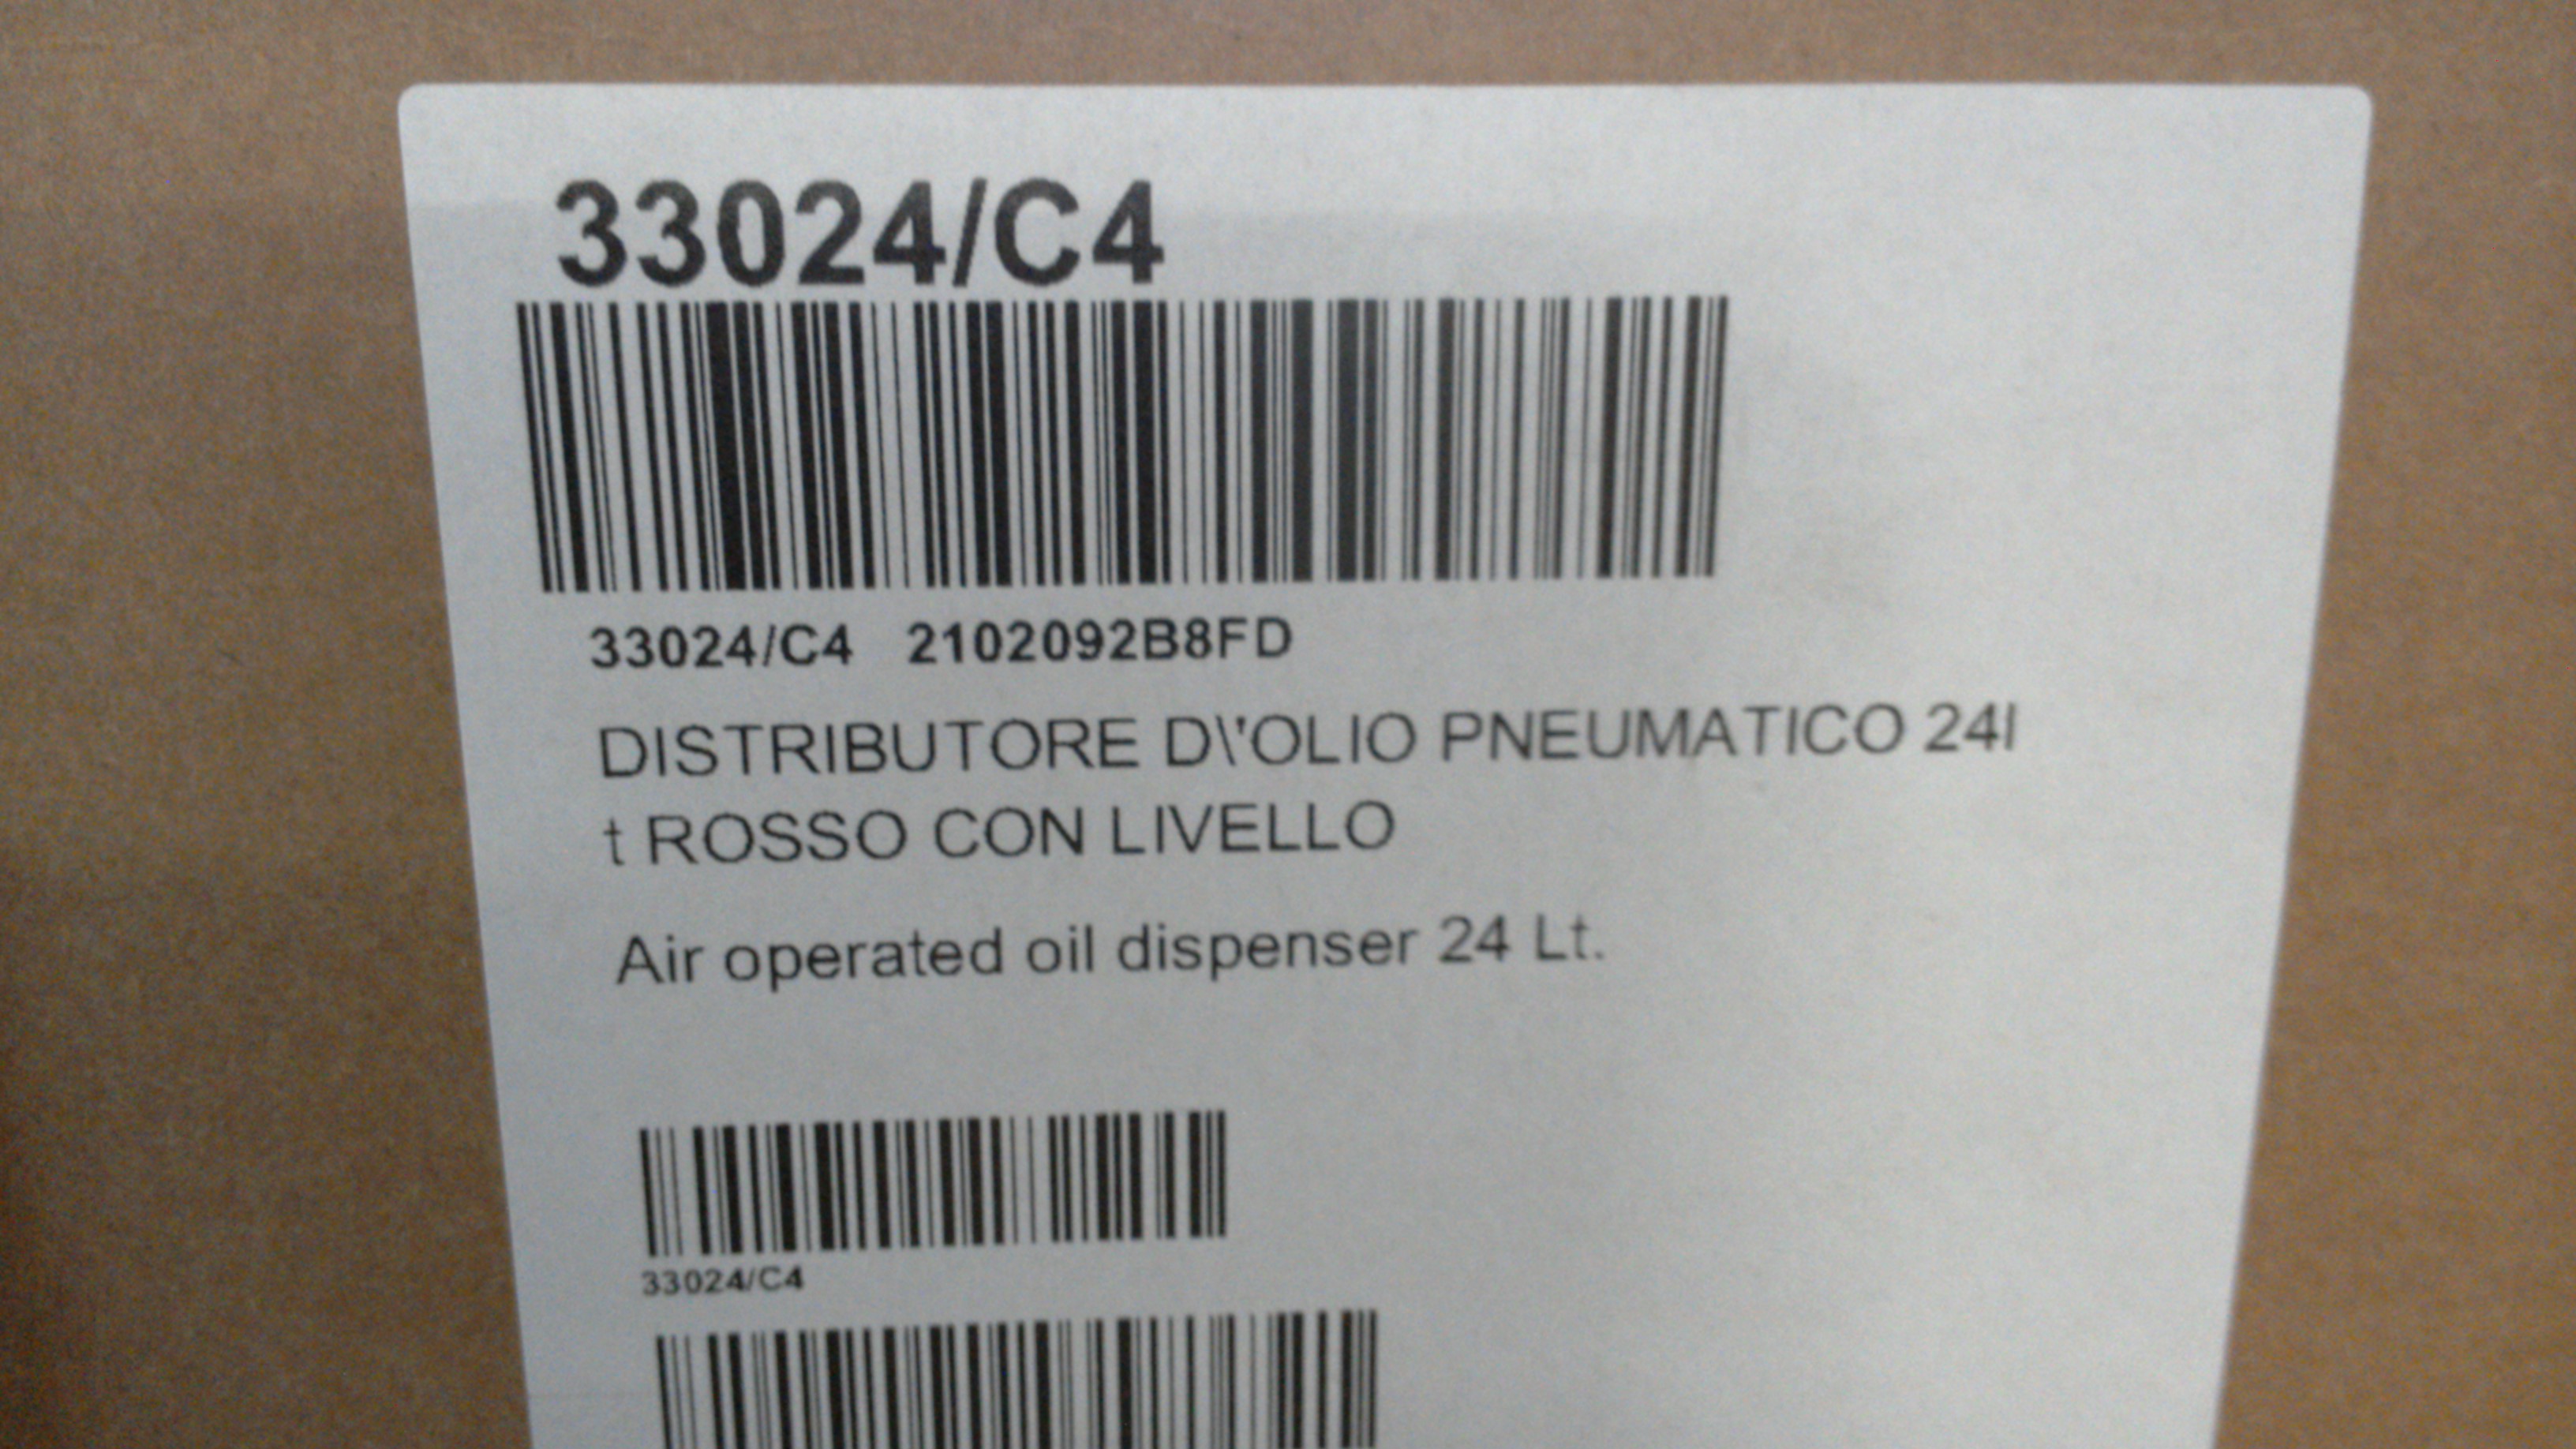 33024/C4
33024/C4 2102092B8FD
DISTRIBUTORE D\'OLIO PNEUMATICO 24l
t ROSSO CON LIVELLO
Air operated oil dispenser 24 Lt.
33024/C4